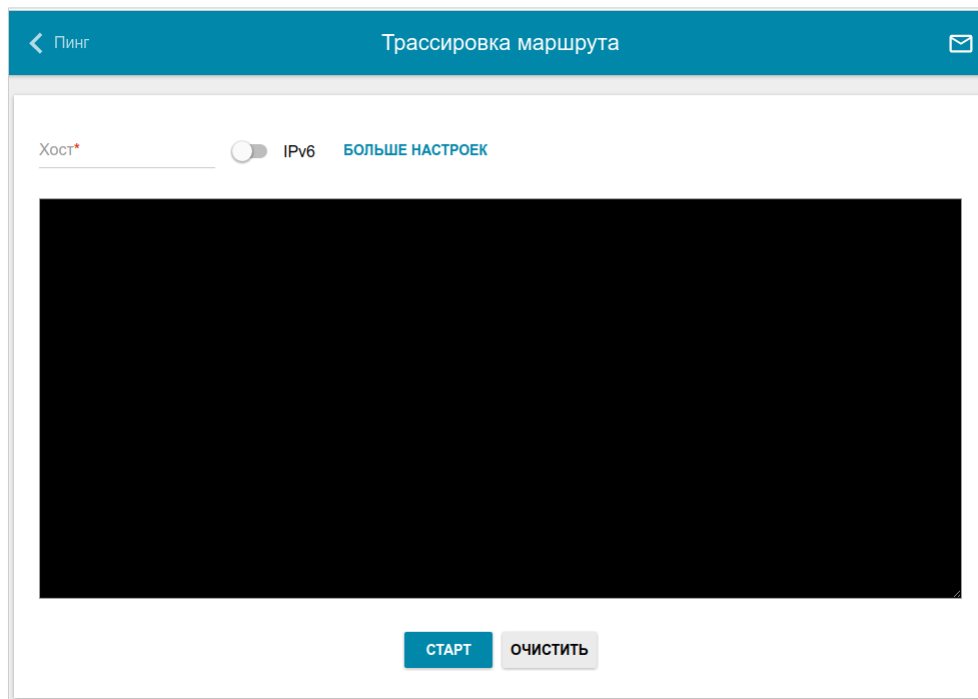 Пинг
Трассировка маршрута
Хост*
IPv6
БОЛЬШЕ НАСТРОЕК
СТАРТ
ОЧИСТИТЬ